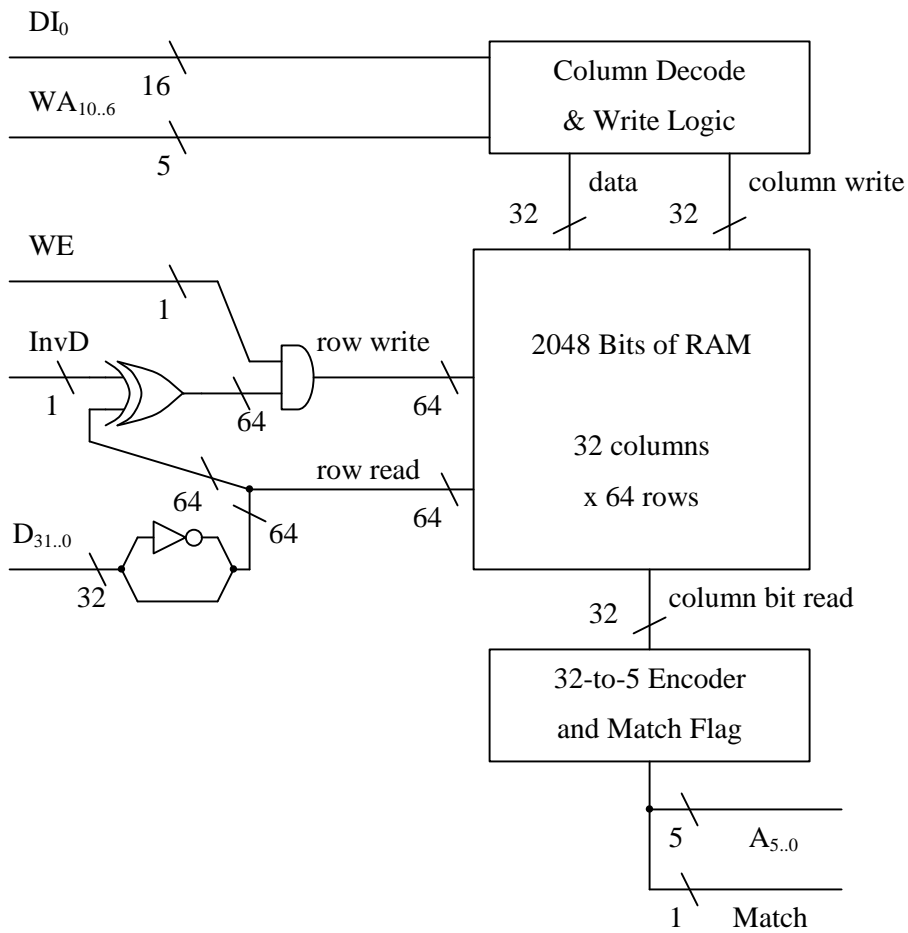 DI₀
16
Column Decode
& Write Logic
WA₁₀..₆
5
data
column write
32
32
WE
1
InvD
1
row write
64
64
2048 Bits of RAM
32 columns
x 64 rows
row read
64
64
64
D₃₁..₀
32
32
column bit read
32-to-5 Encoder
and Match Flag
5
A₅..₀
1
Match